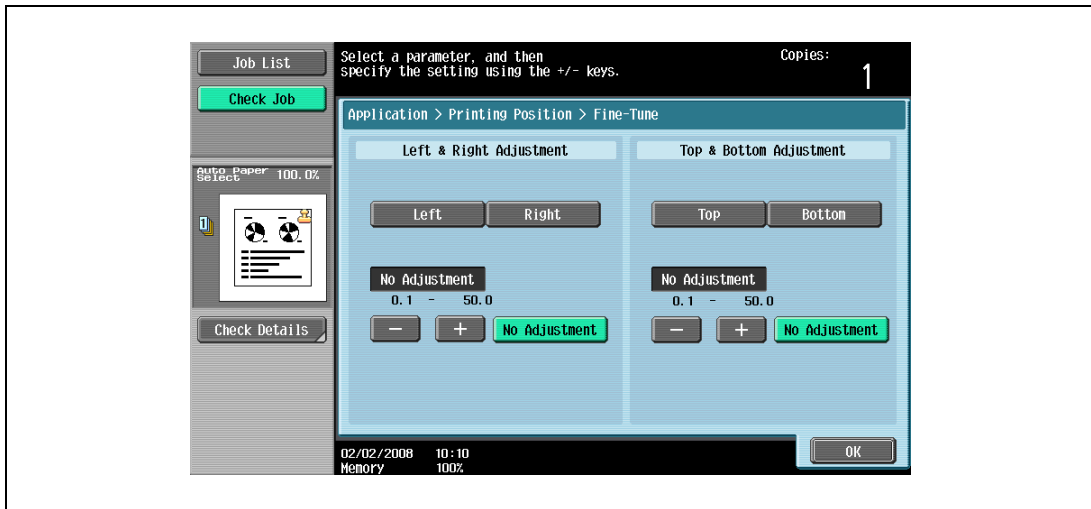 Job List
Check Job
Select a parameter, and then
specify the setting using the +/- keys.
Copies:
1
Application > Printing Position > Fine-Tune
Left & Right Adjustment
Top & Bottom Adjustment
Auto Paper
Select
100.0%
1
Left
Right
Top
Bottom
No Adjustment
0.1 - 50.0
- + No Adjustment
No Adjustment
0.1 - 50.0
- + No Adjustment
Check Details
02/02/2008 10:10
Memory 100%
OK